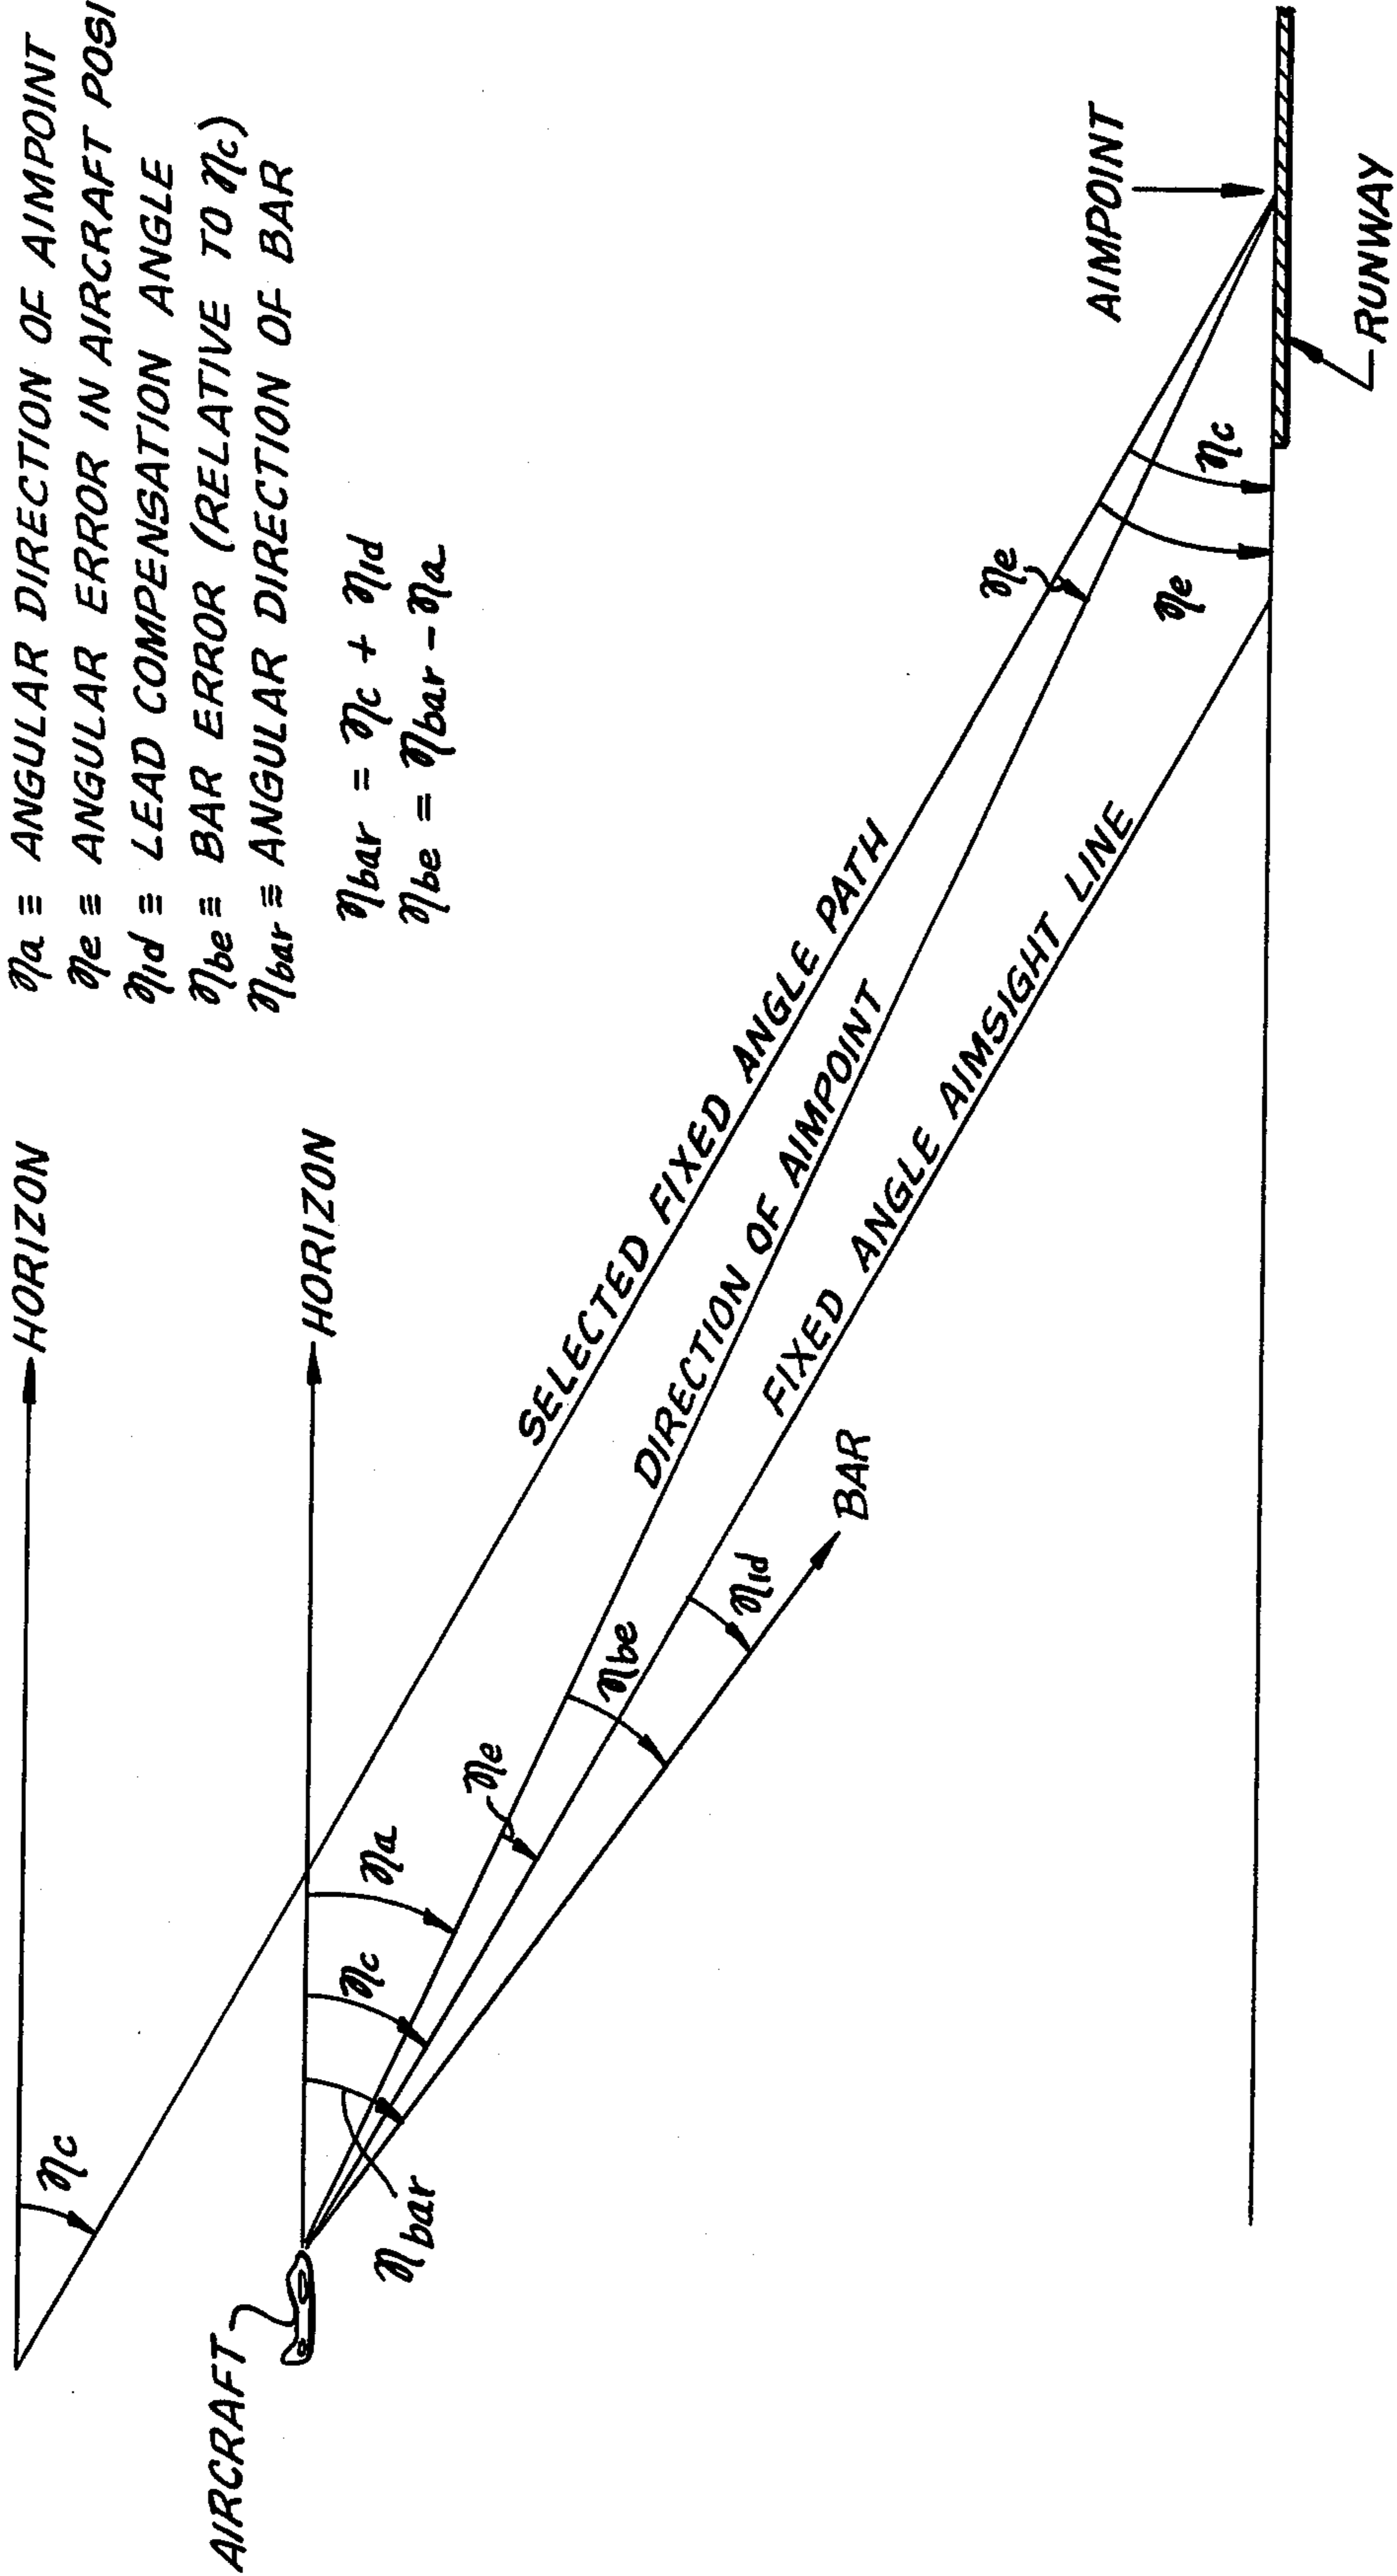 ηa ≡ ANGULAR DIRECTION OF AIMPOINT
ηe ≡ ANGULAR ERROR IN AIRCRAFT POSI
ηld ≡ LEAD COMPENSATION ANGLE
ηbe ≡ BAR ERROR (RELATIVE TO ηc)
ηbar ≡ ANGULAR DIRECTION OF BAR
ηbar = ηc + ηld
ηbe = ηbar - ηa
HORIZON
ηc
HORIZON
AIRCRAFT
ηbar
ηc
ηa
ηe
ηbe
ηld
BAR
SELECTED FIXED ANGLE PATH
DIRECTION OF AIMPOINT
FIXED ANGLE AIMSIGHT LINE
ηe
ηe
ηc
AIMPOINT
RUNWAY